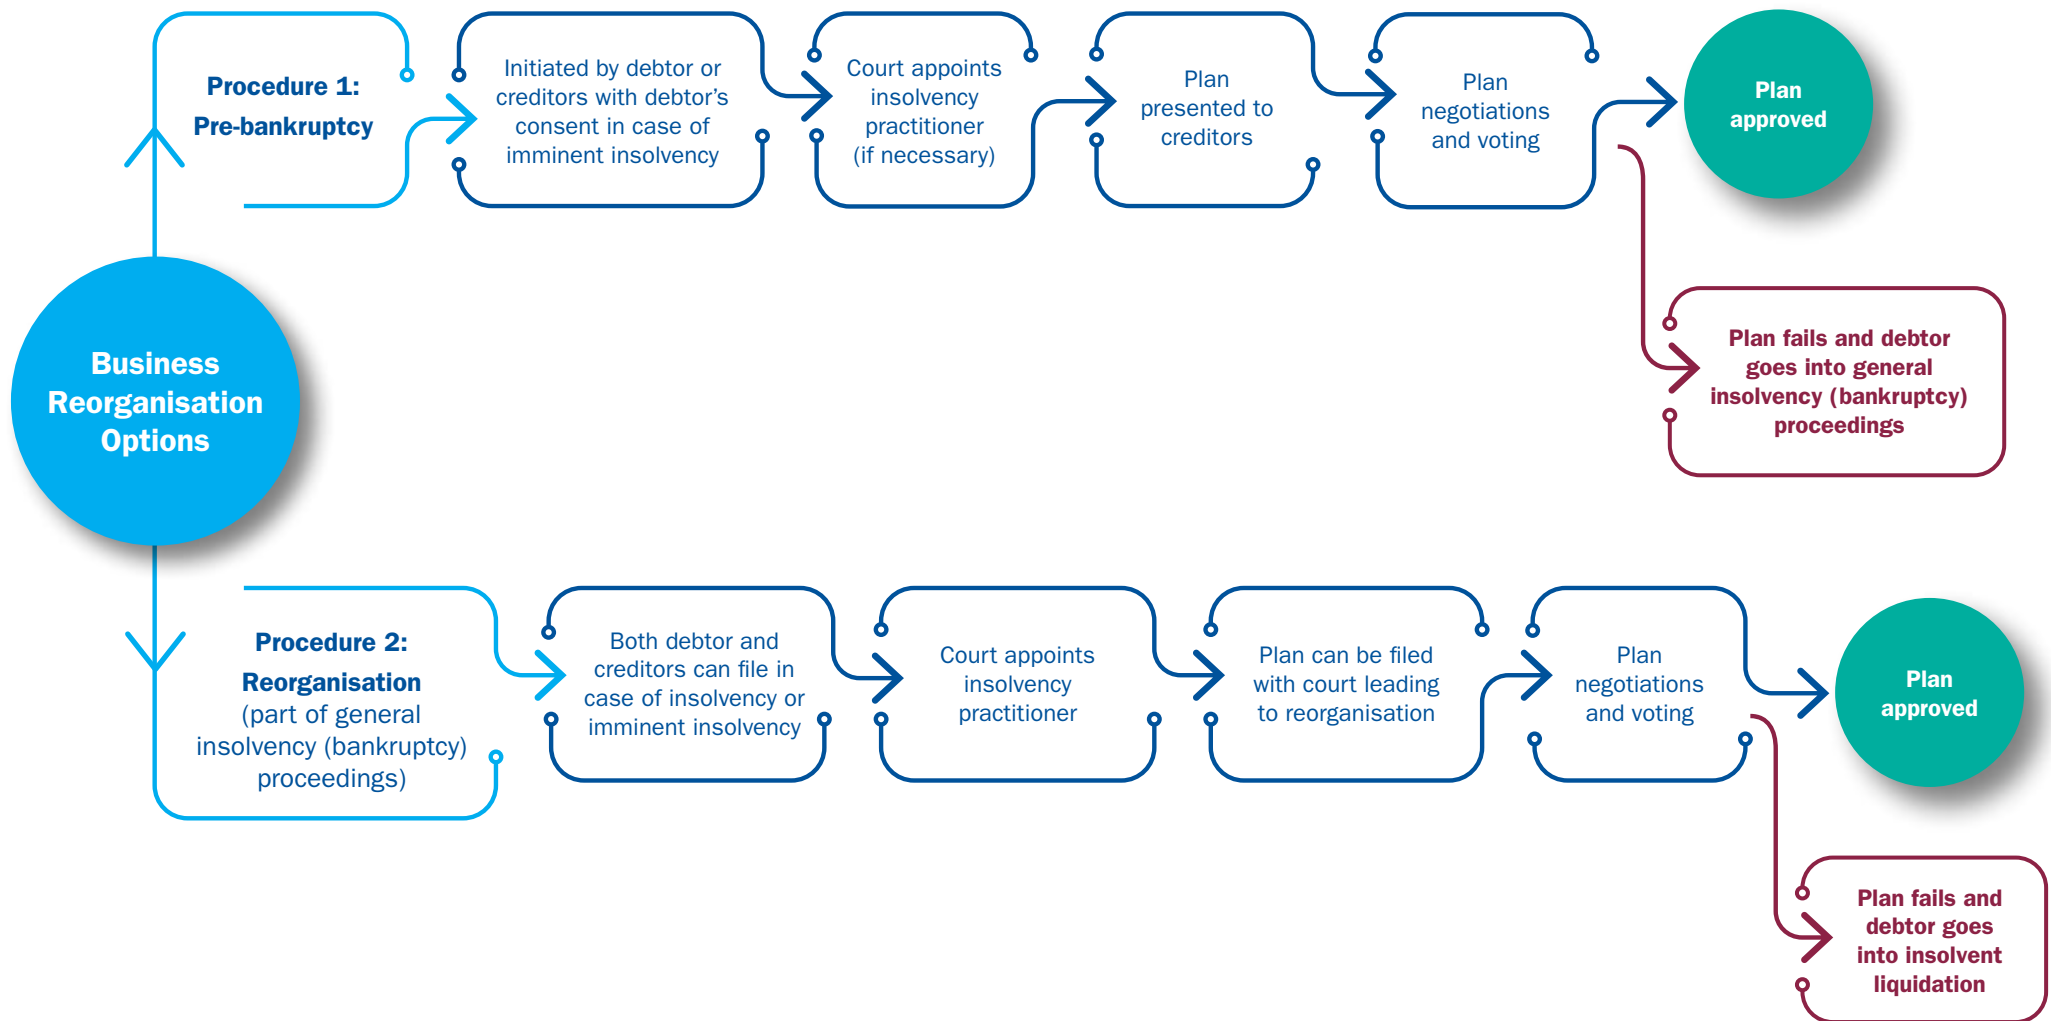 Procedure 1:
Pre-bankruptcy
Initiated by debtor or
creditors with debtor’s
consent in case of
imminent insolvency
Court appoints
insolvency
practitioner
(if necessary)
Plan
presented to
creditors
Plan
negotiations
and voting
Plan
approved
Plan fails and debtor
goes into general
insolvency (bankruptcy)
proceedings
Business
Reorganisation
Options
Procedure 2:
Reorganisation
(part of general
insolvency (bankruptcy)
proceedings)
Both debtor and
creditors can file in
case of insolvency or
imminent insolvency
Court appoints
insolvency
practitioner
Plan can be filed
with court leading
to reorganisation
Plan
negotiations
and voting
Plan
approved
Plan fails and
debtor goes
into insolvent
liquidation